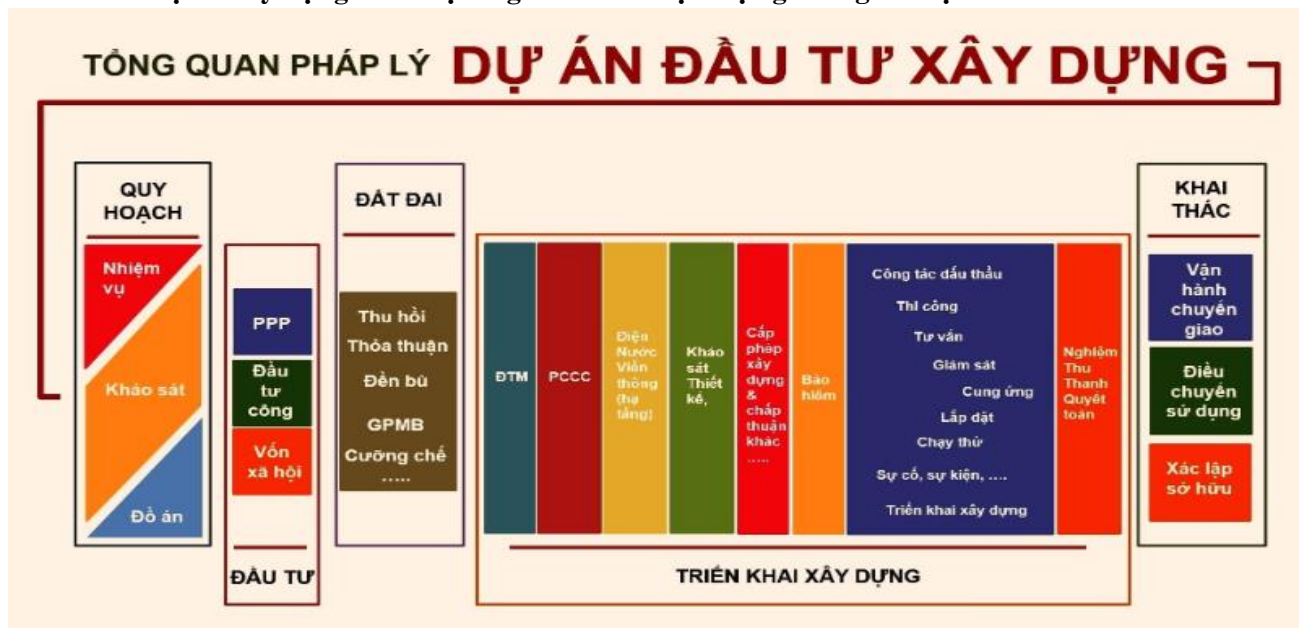 TỔNG QUAN PHÁP LÝ DỰ ÁN ĐẦU TƯ XÂY DỰNG
QUY
HOẠCH
Nhiệm
vụ
Khảo sát
Đồ án
PPP
Đầu
tư
công
Vốn
xã hội
ĐẦU TƯ
ĐẤT ĐAI
Thu hồi
Thỏa thuận
Đền bù
GPMB
Cưỡng chế
.....
ĐTM
PCCC
Điện
Nước
Viễn
thông
(hạ
tầng)
Khảo
sát
Thiết
kế,
Cấp
phép
xây
dựng
&
chấp
thuận
khác
.....
Bảo
hiểm
Công tác dấu thầu
Thi công
Tư vấn
Giám sát
Cung ứng
Lắp dặt
Chạy thử
Sự cố, sự kiện, ....
Triển khai xây dựng
Nghiệm
Thu
Thanh
Quyết
toán
TRIỂN KHAI XÂY DỰNG
KHAI
THÁC
Vận
hành
chuyển
giao
Điều
chuyển
sử dụng
Xác lập
sở hữu